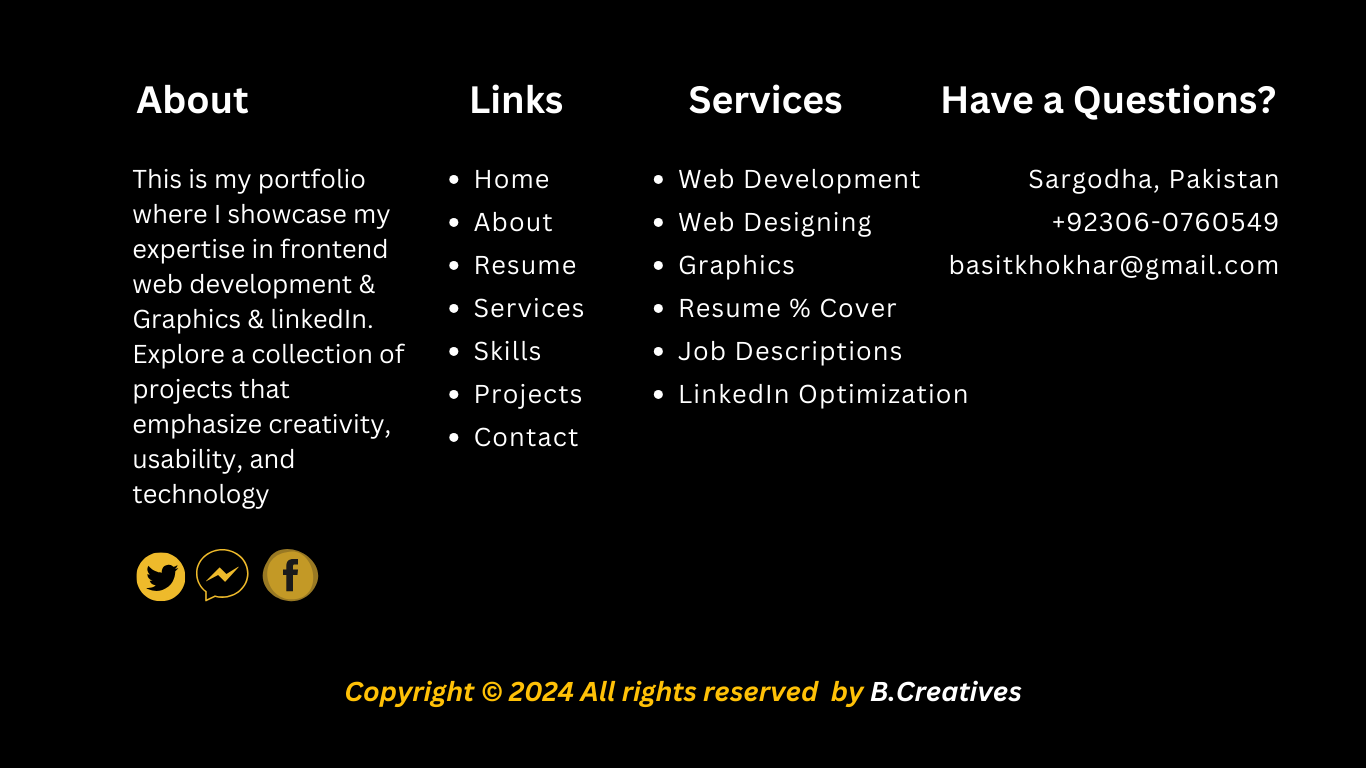 About
This is my portfolio
where I showcase my
expertise in frontend
web development &
Graphics & linkedIn.
Explore a collection of
projects that
emphasize creativity,
usability, and
technology
Links
Home
About
Resume
Services
Skills
Projects
Contact
Services
Web Development
Web Designing
Graphics
Resume % Cover
Job Descriptions
LinkedIn Optimization
Have a Questions?
Sargodha, Pakistan
+92306-0760549
basitkhokhar@gmail.com
Copyright © 2024 All rights reserved by B.Creatives